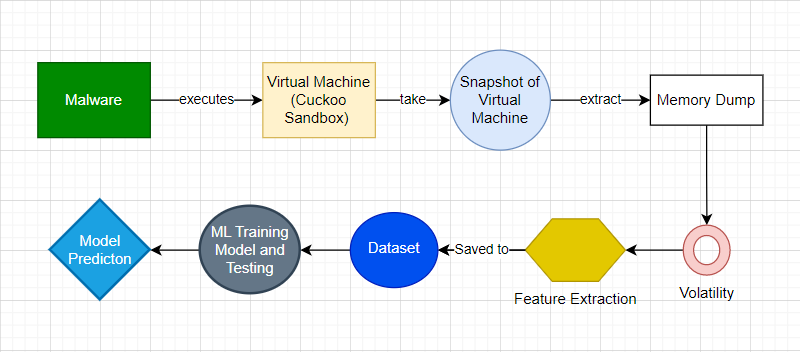 Malware
executes
Virtual Machine
(Cuckoo
Sandbox)
take
Snapshot of
Virtual
Machine
extract
Memory Dump
Volatility
Feature Extraction
Saved to
Dataset
ML Training
Model and
Testing
Model
Predicton